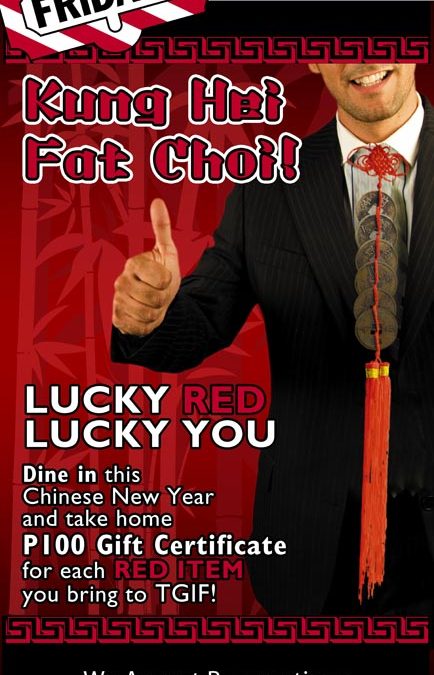 Kung Hei
Fat Choi!
LUCKY RED
LUCKY YOU
Dine in this
Chinese New Year
and take home
P100 Gift Certificate
for each RED ITEM
you bring to TGIF!